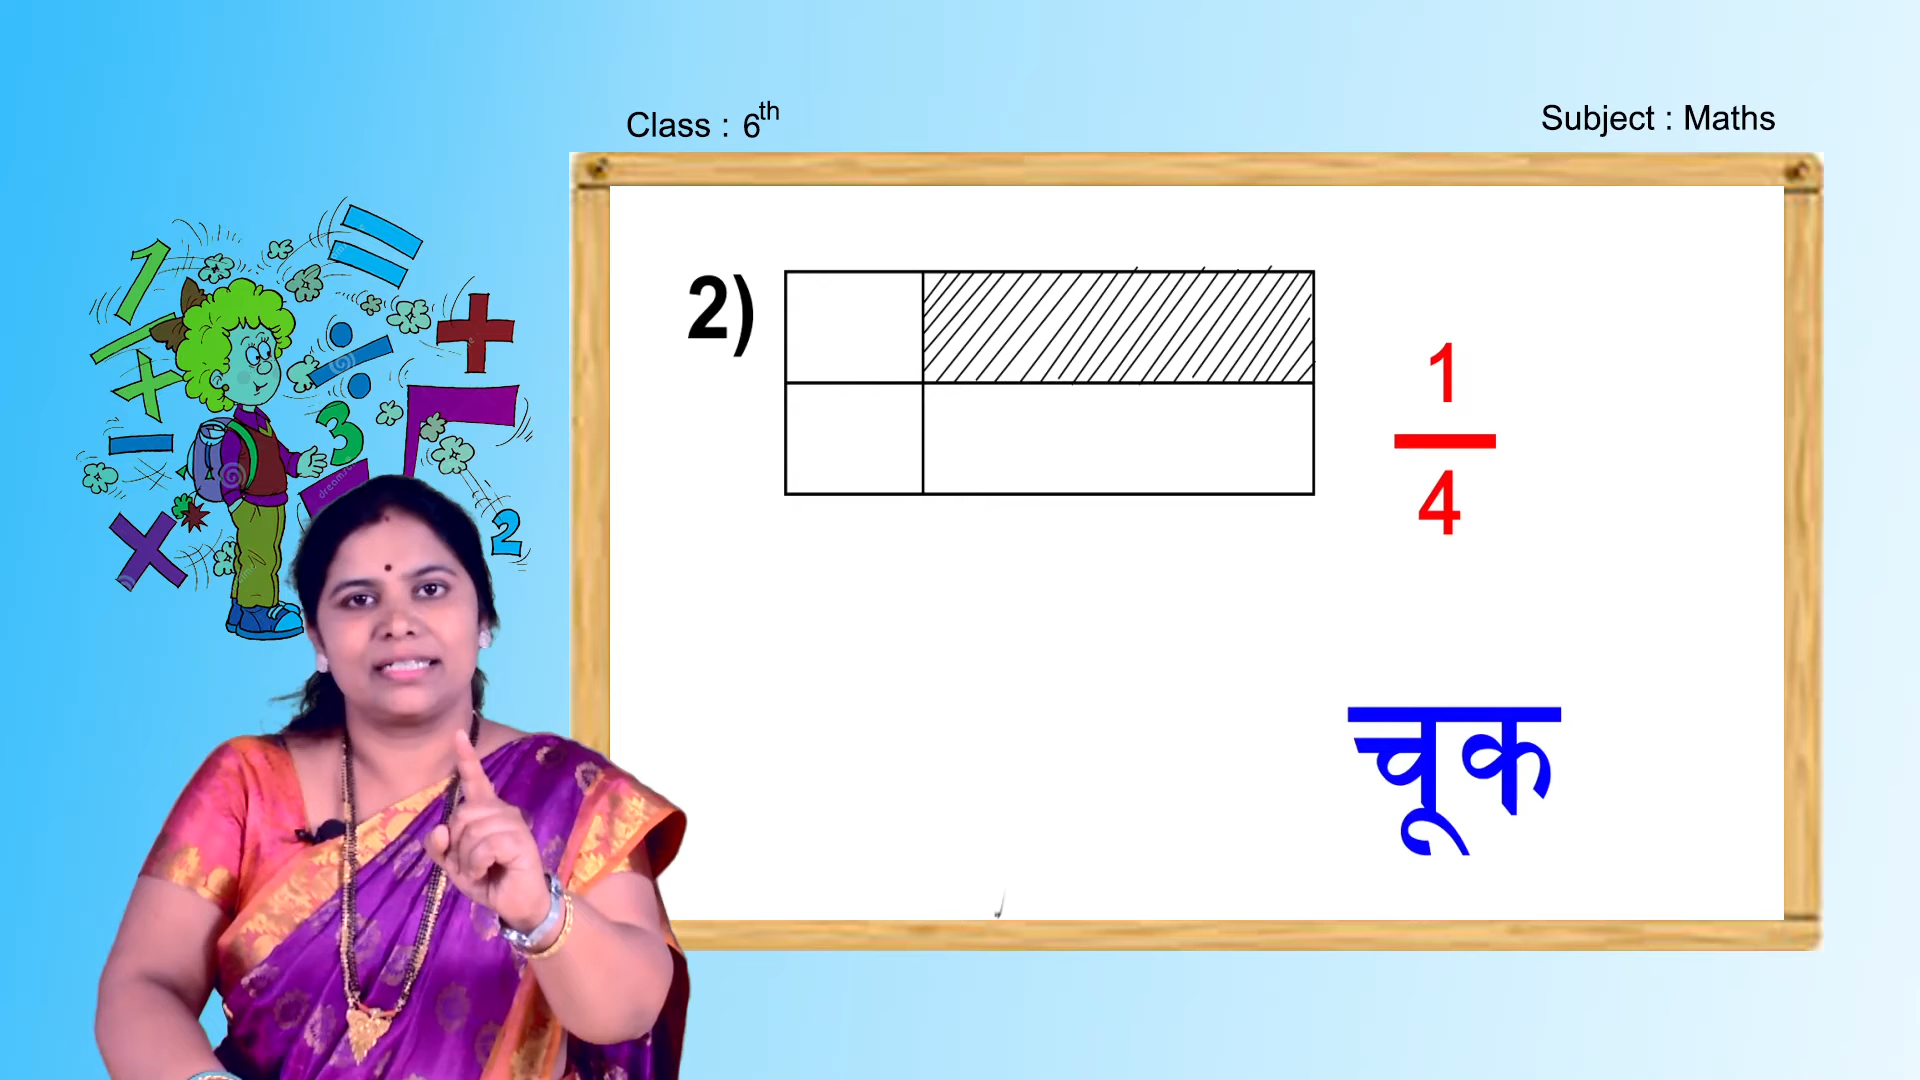 Class : 6th
Subject : Maths
2)
1
4
चूक